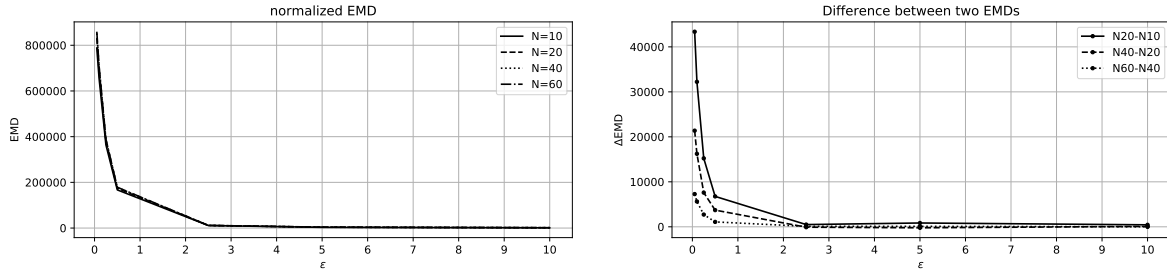 normalized EMD
EMD
800000
600000
400000
200000
0
0 1 2 3 4 5 6 7 8 9 10
ε
N=10
N=20
N=40
N=60
Difference between two EMDs
ΔEMD
40000
30000
20000
10000
0
0 1 2 3 4 5 6 7 8 9 10
ε
N20-N10
N40-N20
N60-N40